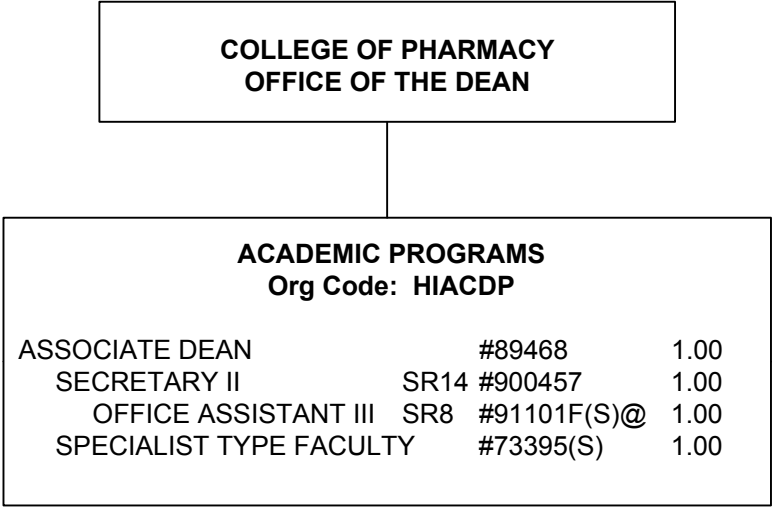 COLLEGE OF PHARMACY
OFFICE OF THE DEAN
ACADEMIC PROGRAMS
Org Code: HIACDP
ASSOCIATE DEAN #89468 1.00
SECRETARY II SR14 #900457 1.00
OFFICE ASSISTANT III SR8 #91101F(S)@ 1.00
SPECIALIST TYPE FACULTY #73395(S) 1.00